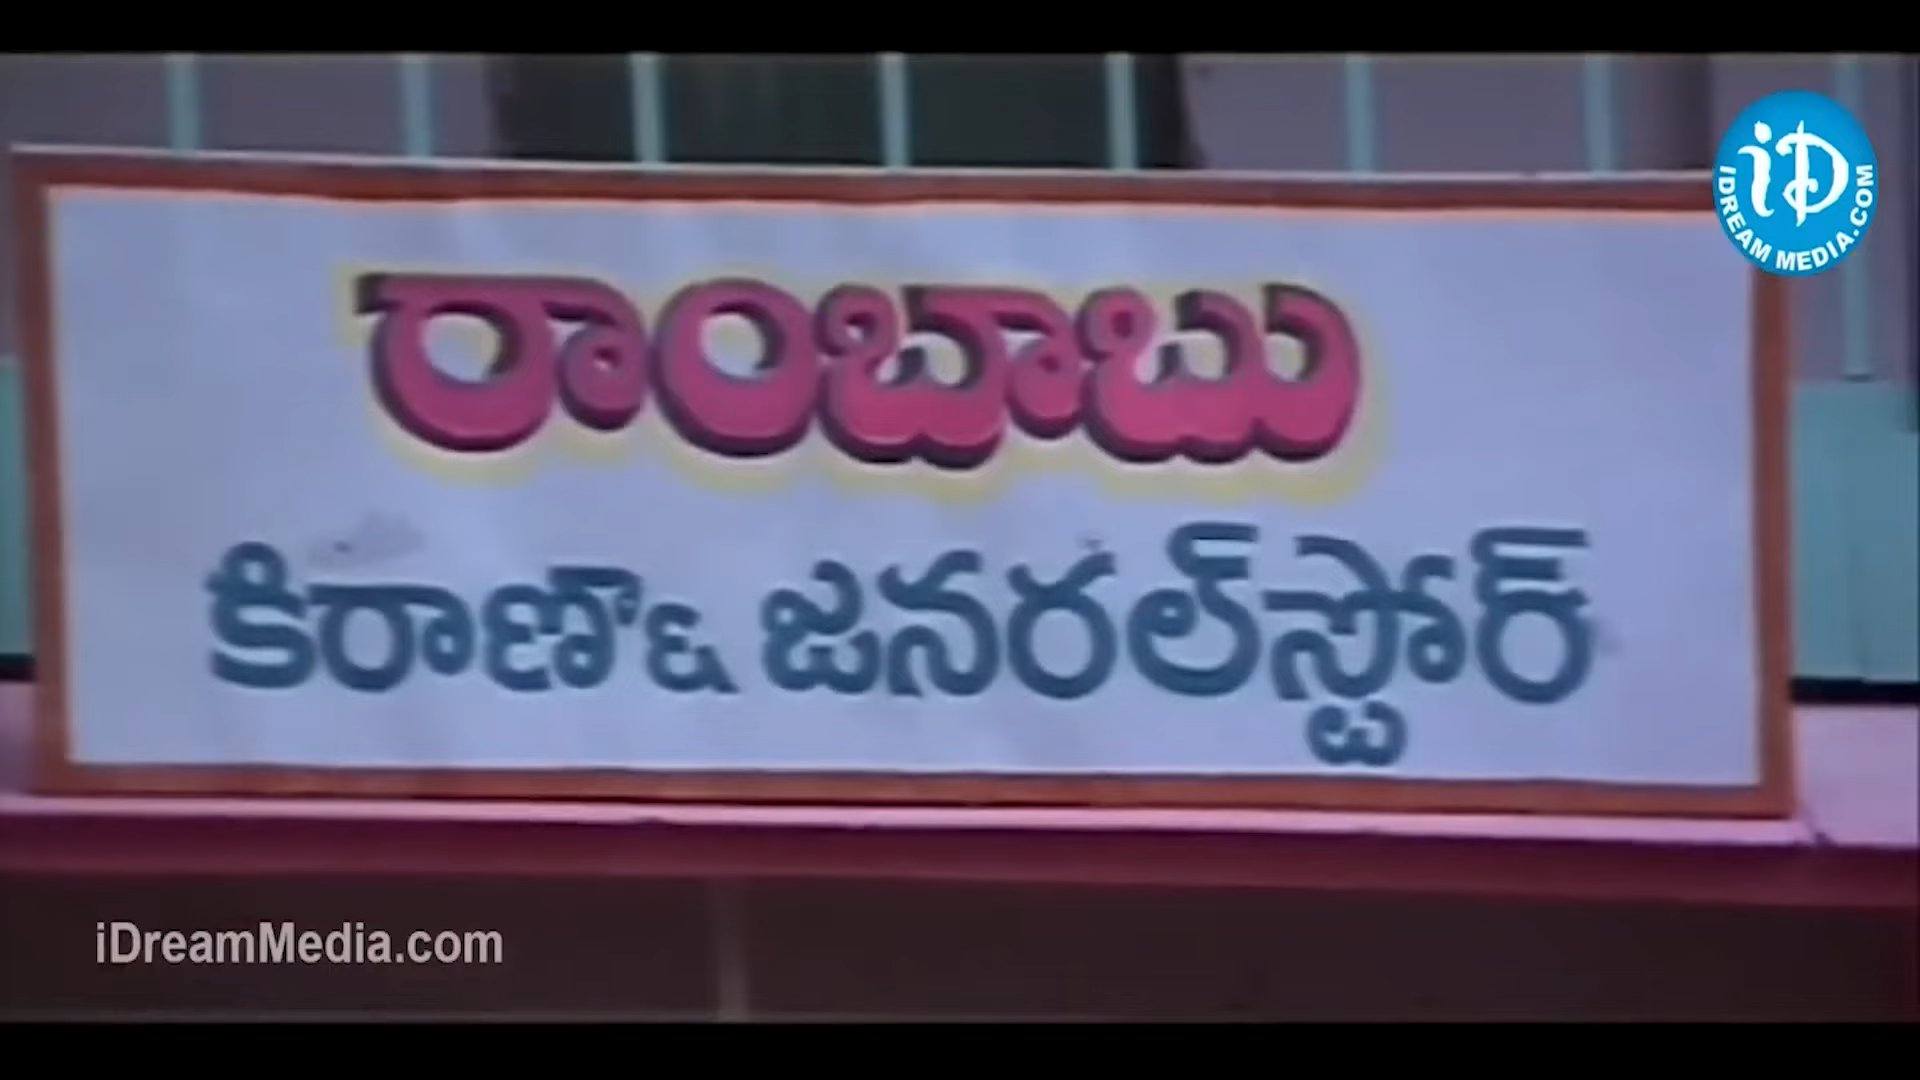 iD
IDREAM MEDIA.COM
రాంబాబు
కిరాణా & జనరల్‌స్టోర్
iDreamMedia.com